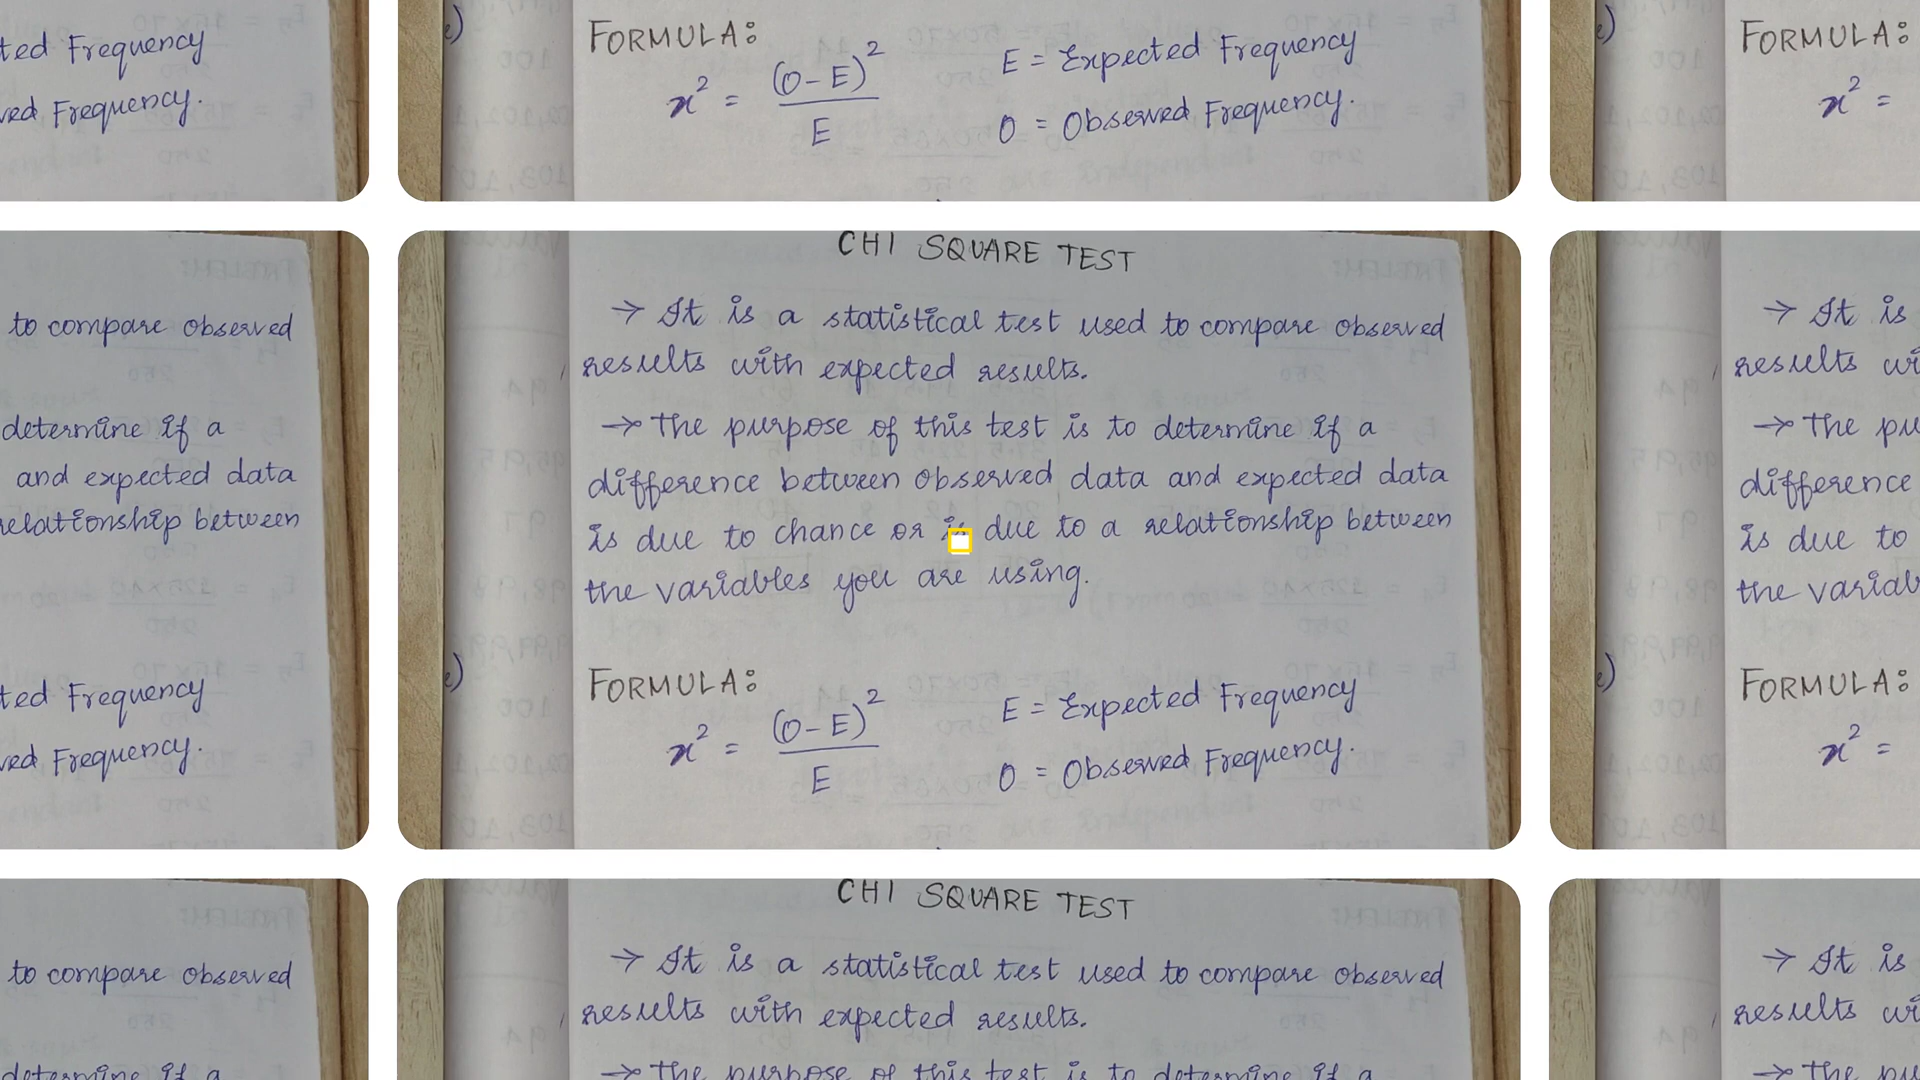 CHI SQUARE TEST
→ It is a statistical test used to compare observed
results with expected results.
→ The purpose of this test is to determine if a
difference between observed data and expected data
is due to chance or is due to a relationship between
the variables you are using.
FORMULA:
x² = (O-E)² / E
E = Expected Frequency
O = Observed Frequency.